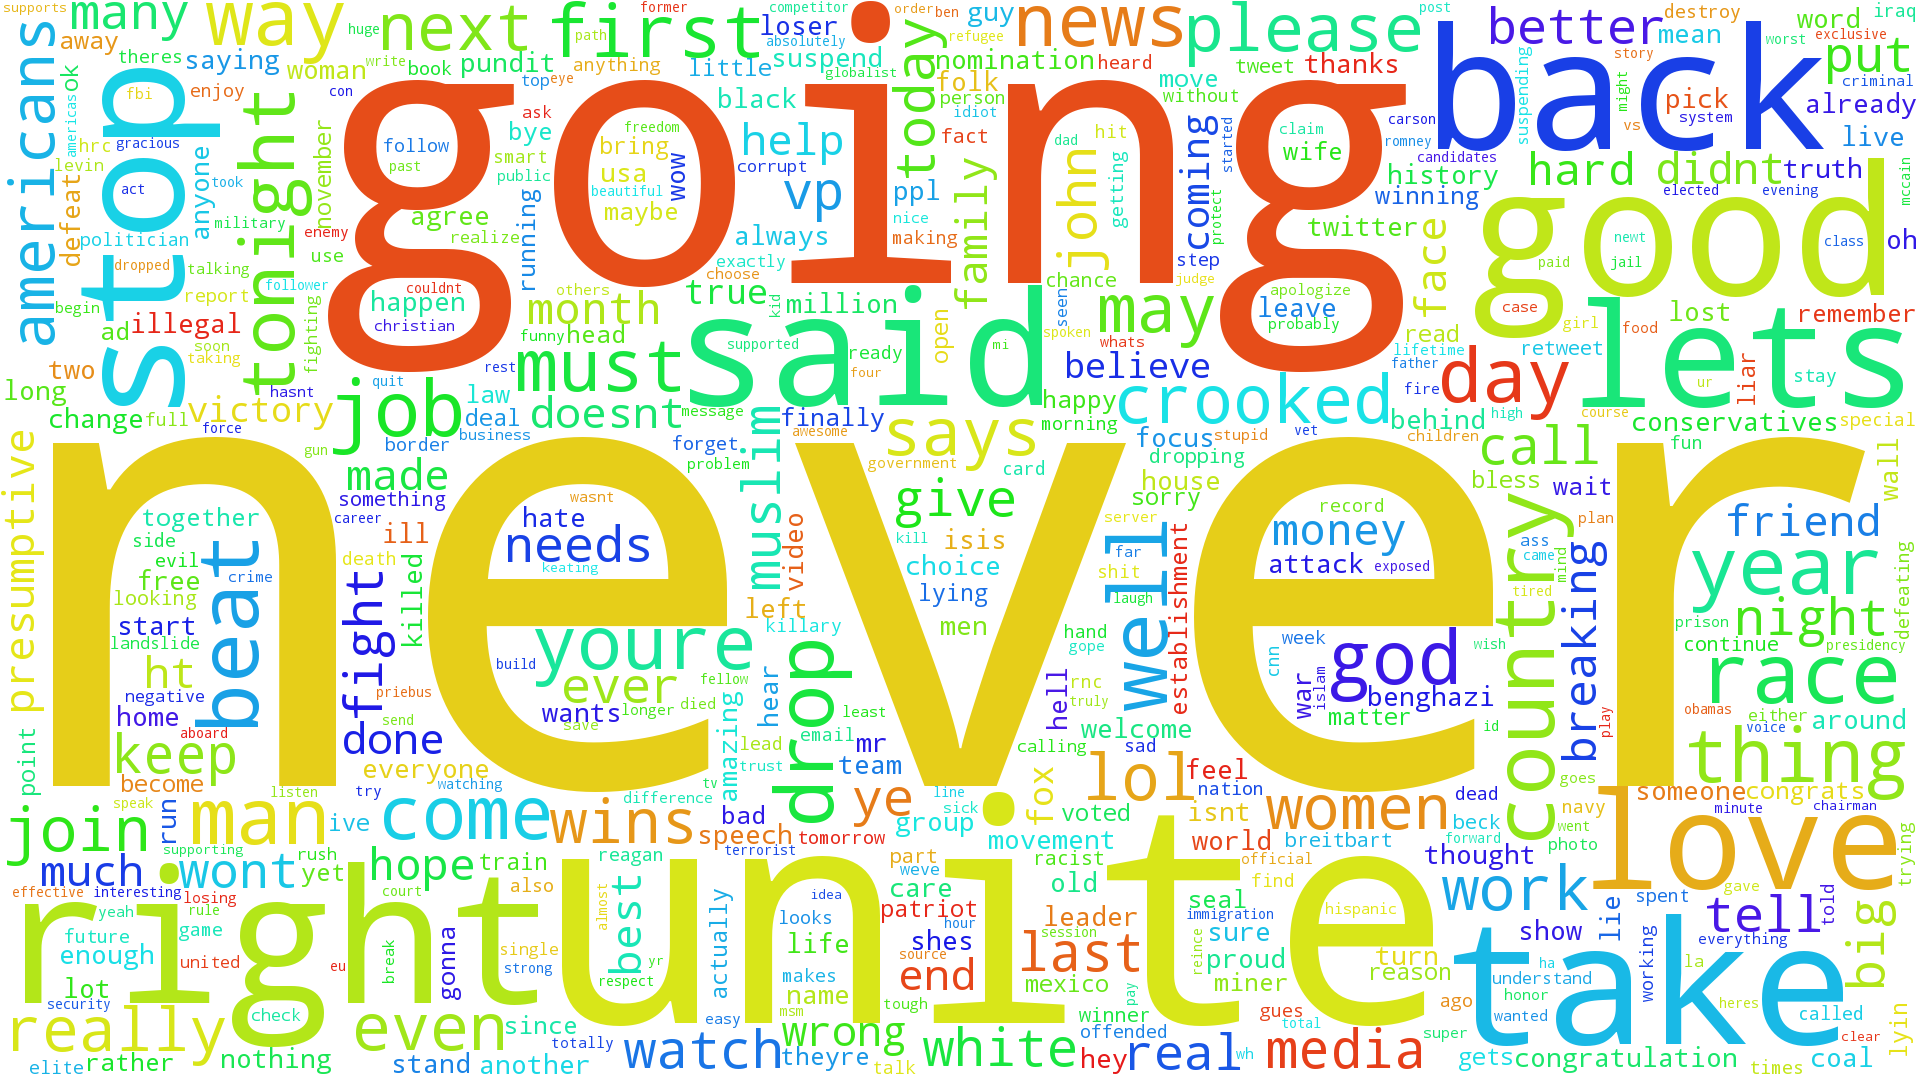 supports
many
way
next
former
huge
first
competitor
loser
absolutely
order
ben
guy
news
please
post
better
destroy
word
iraq
americans
away
theres
saying
ok
woman
write
book
pundit
path
anything
little
suspend
globalist
today
refugee
nomination
heard
tweet
thanks
mean
worst
exclusive
put
story
stop
fbi
enjoy
con
top
eye
black
folk
person
move
without
back
pick
might
criminal
already
system
suspending
americas
hrc
gracious
levin
act
took
anyone
tonight
november
going
follow
past
smart
public
ask
bye
bring
usa
freedom
beautiful
maybe
wow
help
corrupt
vp
idiot
fact
ppl
nice
making
family
john
dad
hit
getting
coming
started
protect
claim
wife
carson
romney
candidates
history
winning
hard
didnt
vs
live
truth
elected
evening
mccain
defeat
politician
military
dropped
talking
enemy
use
agree
realize
running
always
exactly
choose
step
judge
twitter
face
good
newt
class
oh
paid
jail
begin
report
follower
couldnt
happen
christian
others
month
true
million
open
chance
seen
apologize
leave
probably
case
girl
food
lost
remember
ad
illegal
soon
taking
fighting
funny
head
kid
supported
said
mi
ready
spoken
may
whats
read
lifetime
father
retweet
lets
liar
stay
ur
two
long
hasnt
quit
rest
must
four
believe
crooked
day
fire
change
full
victory
force
job
law
deal
business
doesnt
message
finally
awesome
happy
morning
behind
high
course
conservatives
special
gun
border
forget
problem
muslim
says
government
card
focus
stupid
dropping
vet
children
call
fun
presumptive
never
made
something
career
wasnt
hate
needs
give
sorry
house
record
bless
wait
wall
together
side
evil
free
looking
beat
crime
ill
death
killed
keating
video
kill
isis
choice
lying
server
far
shit
well
establishment
money
attack
exposed
ass
came
plan
friend
mind
tired
year
start
landslide
fight
youre
build
left
killary
men
laugh
hand
gope
week
cnn
god
wish
country
breaking
prison
night
defeating
continue
presidency
ht
negative
home
aboard
priebus
ever
wants
longer
fellow
died
save
send
hear
drop
least
email
hell
rnc
truly
welcome
war
islam
benghazi
matter
id
play
obamas
race
either
around
voice
point
keep
become
done
everyone
watching
amazing
lead
trust
mr
team
calling
sad
feel
nation
goes
thing
listen
speak
try
tv
difference
line
sick
fox
lol
dead
navy
someone
congrats
minute
chairman
join
run
man
ive
come
wins
bad
speech
tomorrow
ye
group
voted
movement
isnt
women
world
beck
breitbart
forward
went
photo
love
trying
much
supporting
wont
rush
yet
hope
train
reagan
terrorist
part
weve
racist
official
thought
effective
interesting
losing
court
also
almost
best
actually
idea
looks
care
patriot
old
seal
find
work
spent
gave
told
right
yeah
rule
game
future
enough
united
eu
break
gonna
single
strong
yr
respect
unite
hour
life
shes
leader
session
immigration
sure
hispanic
reince
proud
show
lie
tell
everything
big
lot
security
check
makes
name
source
end
last
mexico
miner
turn
reason
take
ha
understand
honor
working
la
heres
really
even
since
totally
easy
msm
tough
pay
winner
gues
total
ago
super
wanted
called
clear
lyin
elite
rather
nothing
stand
another
watch
wrong
theyre
talk
white
offended
hey
real
wh
media
gets
congratulation
times
coal